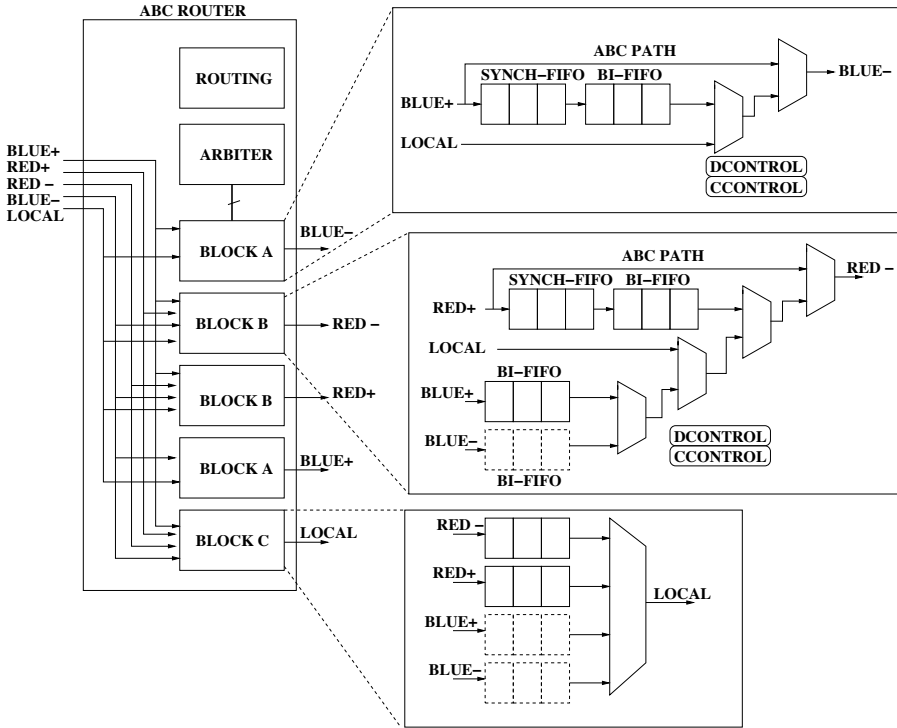 ABC ROUTER
ROUTING
ARBITER
BLUE+
RED+
RED −
BLUE−
LOCAL
BLOCK A
BLUE−
BLOCK B
RED −
BLOCK B
RED+
BLOCK A
BLUE+
BLOCK C
LOCAL
ABC PATH
SYNCH−FIFO BI−FIFO
BLUE+
BLUE−
LOCAL
DCONTROL
CCONTROL
ABC PATH
SYNCH−FIFO BI−FIFO
RED+
RED −
LOCAL
BI−FIFO
BLUE+
BLUE−
BI−FIFO
DCONTROL
CCONTROL
RED −
RED+
BLUE+
BLUE−
LOCAL